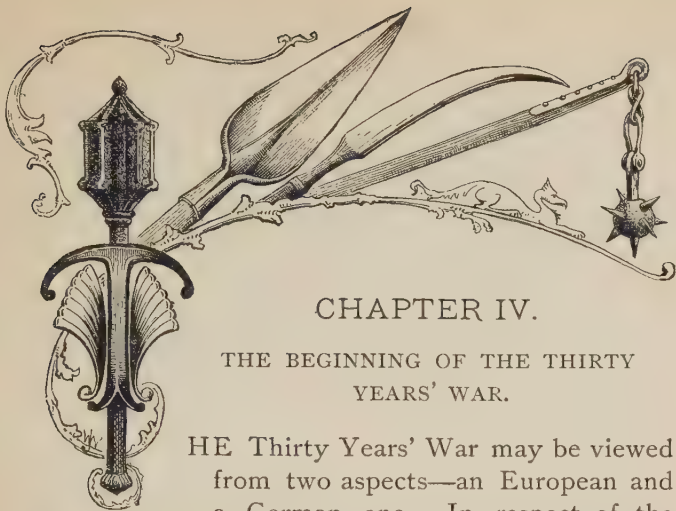 CHAPTER IV.
THE BEGINNING OF THE THIRTY
YEARS' WAR.
THE Thirty Years' War may be viewed
from two aspects—an European and
a German one. In respect of the